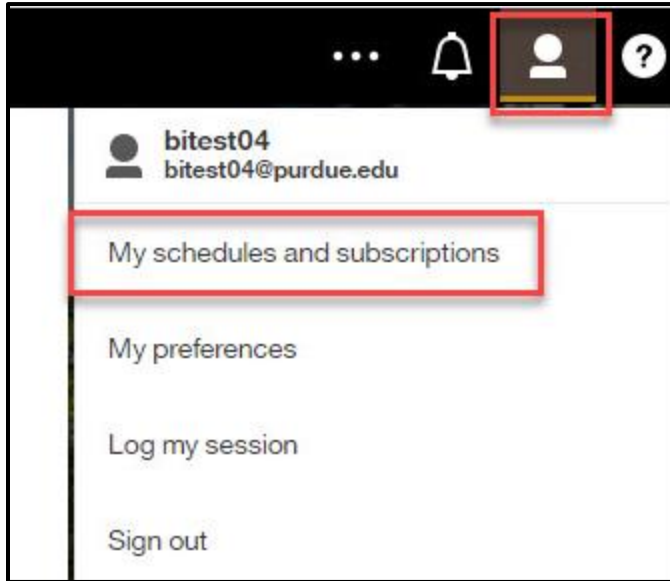 ...
?
bitest04
bitest04@purdue.edu
My schedules and subscriptions
My preferences
Log my session
Sign out